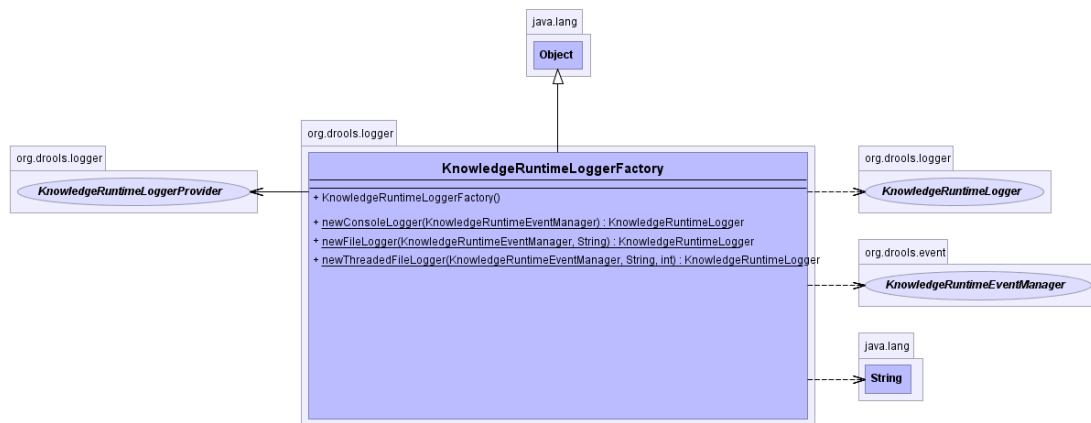 java.lang
Object
org.drools.logger
KnowledgeRuntimeLoggerFactory
org.drools.logger
KnowledgeRuntimeLoggerProvider
+ KnowledgeRuntimeLoggerFactory()
+ newConsoleLogger(KnowledgeRuntimeEventManager) : KnowledgeRuntimeLogger
+ newFileLogger(KnowledgeRuntimeEventManager, String) : KnowledgeRuntimeLogger
+ newThreadedFileLogger(KnowledgeRuntimeEventManager, String, int) : KnowledgeRuntimeLogger
org.drools.logger
KnowledgeRuntimeLogger
org.drools.event
KnowledgeRuntimeEventManager
java.lang
String